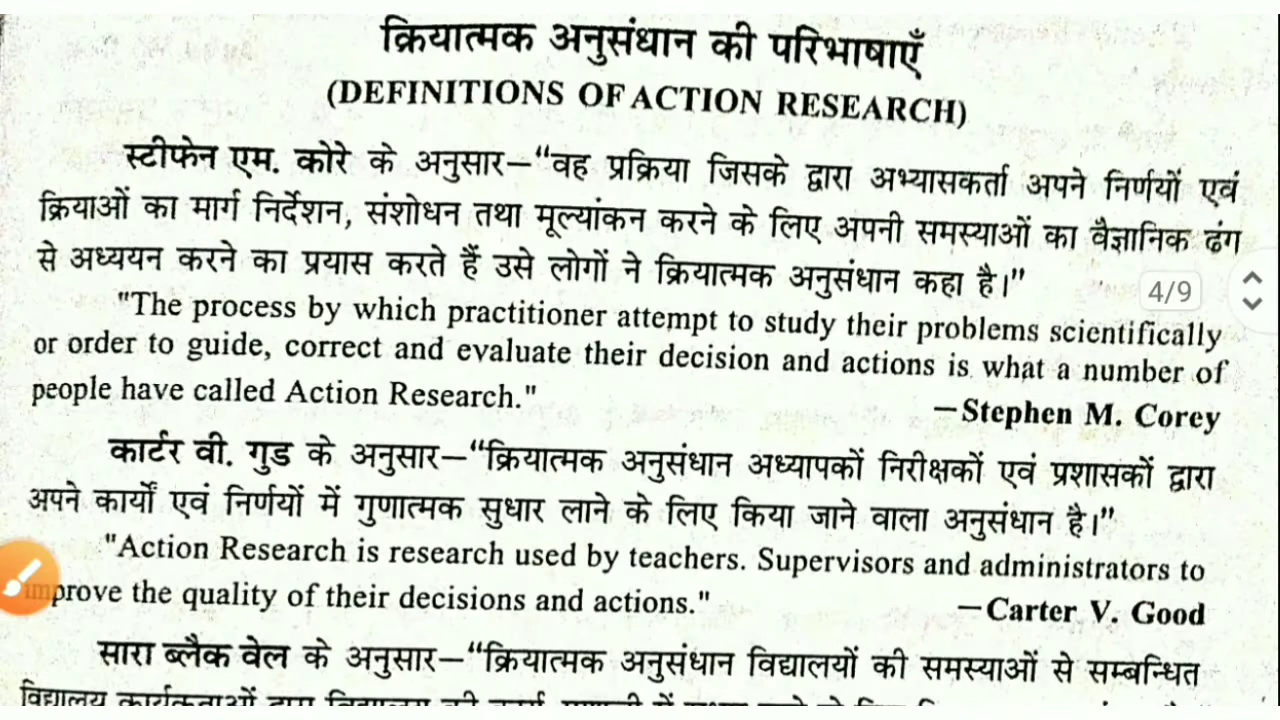 क्रियात्मक अनुसंधान की परिभाषाएँ
(DEFINITIONS OF ACTION RESEARCH)
स्टीफेन एम. कोरे के अनुसार–“वह प्रक्रिया जिसके द्वारा अभ्यासकर्ता अपने निर्णयों एवं
क्रियाओं का मार्ग निर्देशन, संशोधन तथा मूल्यांकन करने के लिए अपनी समस्याओं का वैज्ञानिक ढंग
से अध्ययन करने का प्रयास करते हैं उसे लोगों ने क्रियात्मक अनुसंधान कहा है।”
4/9
"The process by which practitioner attempt to study their problems scientifically
or order to guide, correct and evaluate their decision and actions is what a number of
people have called Action Research."
–Stephen M. Corey
कार्टर वी. गुड के अनुसार–“क्रियात्मक अनुसंधान अध्यापकों निरीक्षकों एवं प्रशासकों द्वारा
अपने कार्यों एवं निर्णयों में गुणात्मक सुधार लाने के लिए किया जाने वाला अनुसंधान है।”
"Action Research is research used by teachers. Supervisors and administrators to
improve the quality of their decisions and actions."
–Carter V. Good
सारा ब्लैक वेल के अनुसार–“क्रियात्मक अनुसंधान विद्यालयों की समस्याओं से सम्बन्धित
विद्यालय